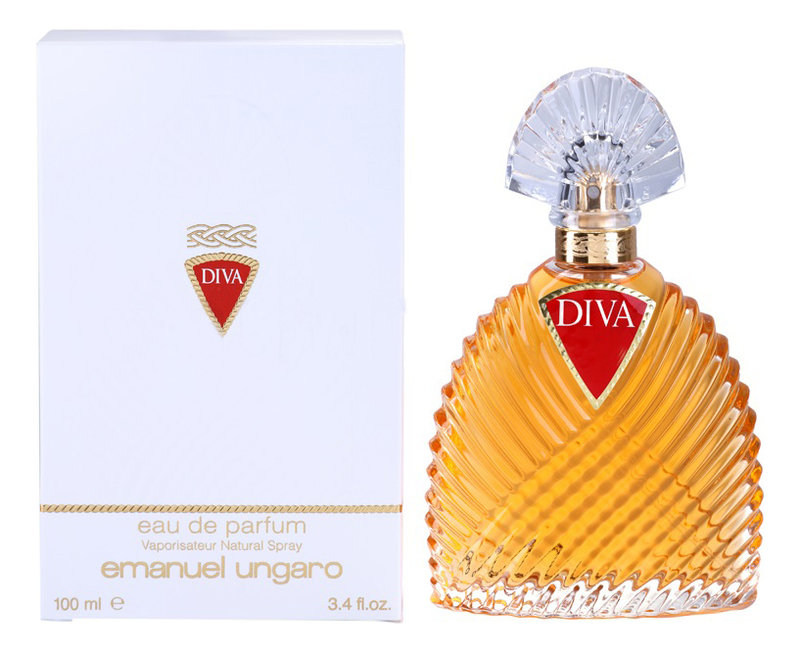 DIVA
eau de parfum
Vaporisateur Natural Spray
emanuel ungaro
100 ml ℮ 3.4 fl.oz.
DIVA